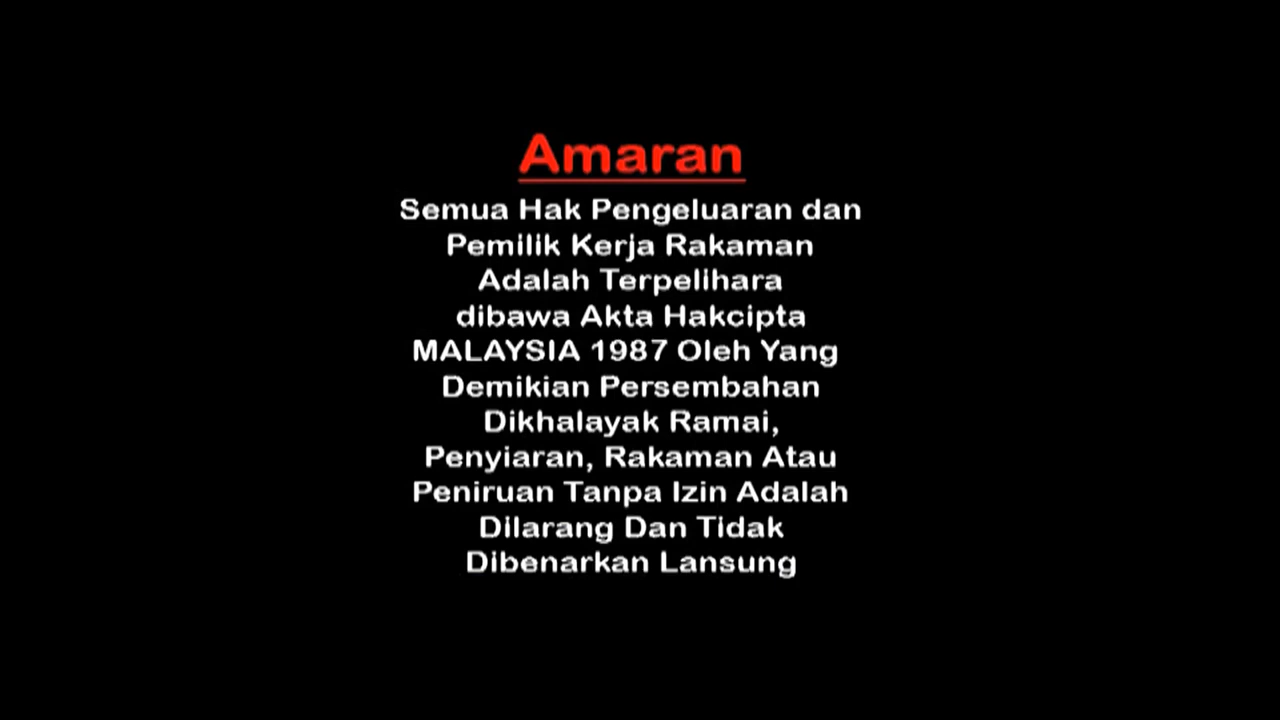 Amaran
Semua Hak Pengeluaran dan
Pemilik Kerja Rakaman
Adalah Terpelihara
dibawa Akta Hakcipta
MALAYSIA 1987 Oleh Yang
Demikian Persembahan
Dikhalayak Ramai,
Penyiaran, Rakaman Atau
Peniruan Tanpa Izin Adalah
Dilarang Dan Tidak
Dibenarkan Lansung